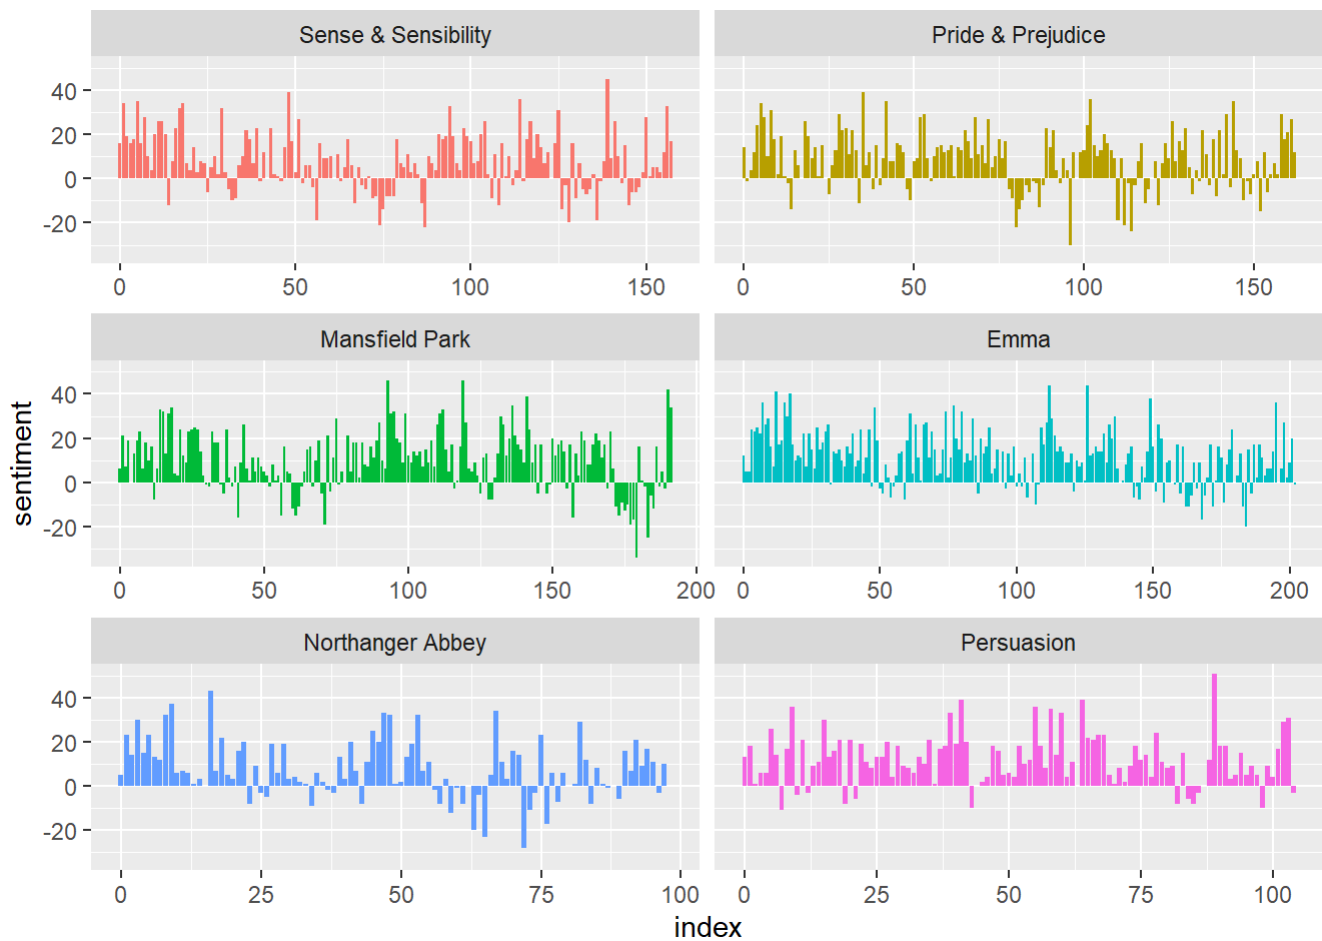 Sense & Sensibility
Pride & Prejudice
40
20
0
-20
0 50 100 150
0 50 100 150
Mansfield Park
Emma
40
20
0
-20
0 50 100 150 200
0 50 100 150 200
sentiment
Northanger Abbey
Persuasion
40
20
0
-20
0 25 50 75 100
0 25 50 75 100
index